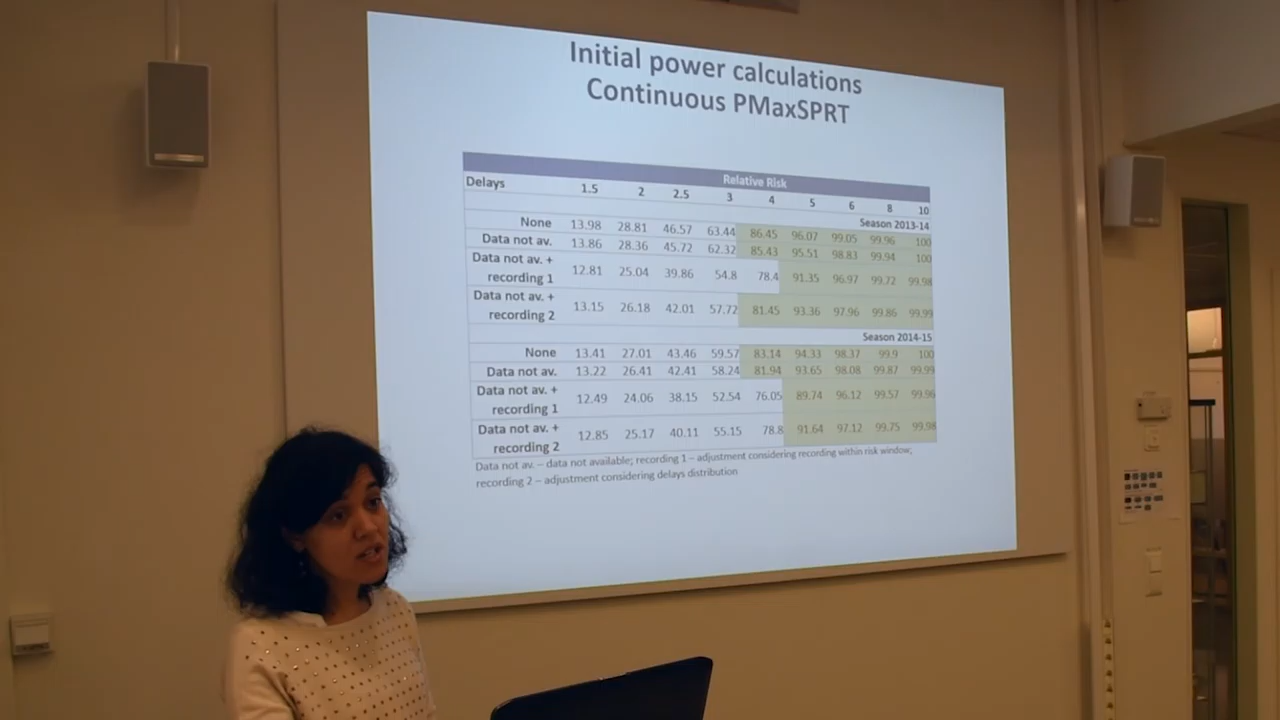 Initial power calculations
Continuous PMaxSPRT
Relative Risk
Delays 1.5 2 2.5 3 4 5 6 8 10
Season 2013-14
None 13.98 28.81 46.57 63.44 86.45 96.07 99.05 99.96 100
Data not av. 13.86 28.36 45.72 62.32 85.43 95.51 98.83 99.94 100
Data not av. +
recording 1 12.81 25.04 39.86 54.8 78.4 91.35 96.97 99.72 99.98
Data not av. +
recording 2 13.15 26.18 42.01 57.72 81.45 93.36 97.96 99.86 99.99
Season 2014-15
None 13.41 27.01 43.46 59.57 83.14 94.33 98.37 99.9 100
Data not av. 13.22 26.41 42.41 58.24 81.94 93.65 98.08 99.87 99.99
Data not av. +
recording 1 12.49 24.06 38.15 52.54 76.05 89.74 96.12 99.57 99.96
Data not av. +
recording 2 12.85 25.17 40.11 55.15 78.8 91.64 97.12 99.75 99.98
Data not av. – data not available; recording 1 – adjustment considering recording within risk window;
recording 2 – adjustment considering delays distribution